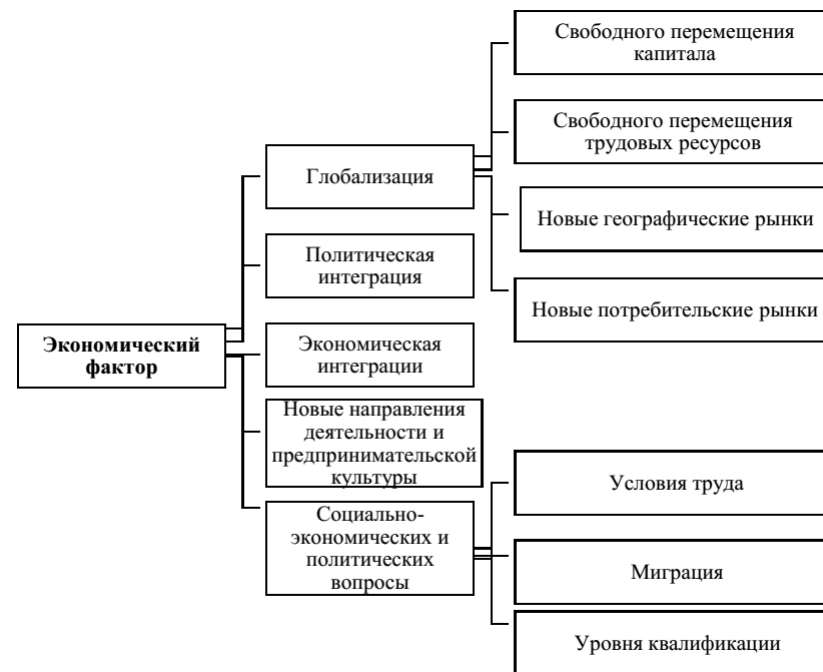 Экономический
фактор
Глобализация
Политическая
интеграция
Экономическая
интеграции
Новые направления
деятельности и
предпринимательской
культуры
Социально-
экономических и
политических
вопросы
Свободного перемещения
капитала
Свободного перемещения
трудовых ресурсов
Новые географические рынки
Новые потребительские рынки
Условия труда
Миграция
Уровня квалификации